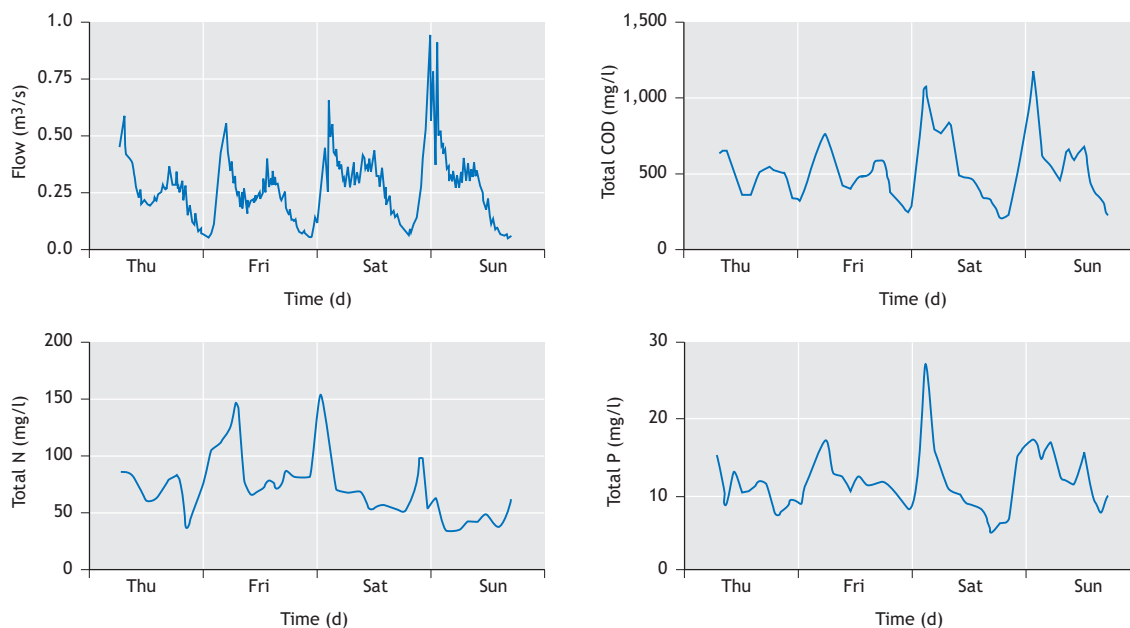 1.0
0.75
0.50
0.25
0.0
Flow (m³/s)
Thu Fri Sat Sun
Time (d)
1,500
1,000
500
0
Total COD (mg/l)
Thu Fri Sat Sun
Time (d)
200
150
100
50
0
Total N (mg/l)
Thu Fri Sat Sun
Time (d)
30
20
10
0
Total P (mg/l)
Thu Fri Sat Sun
Time (d)